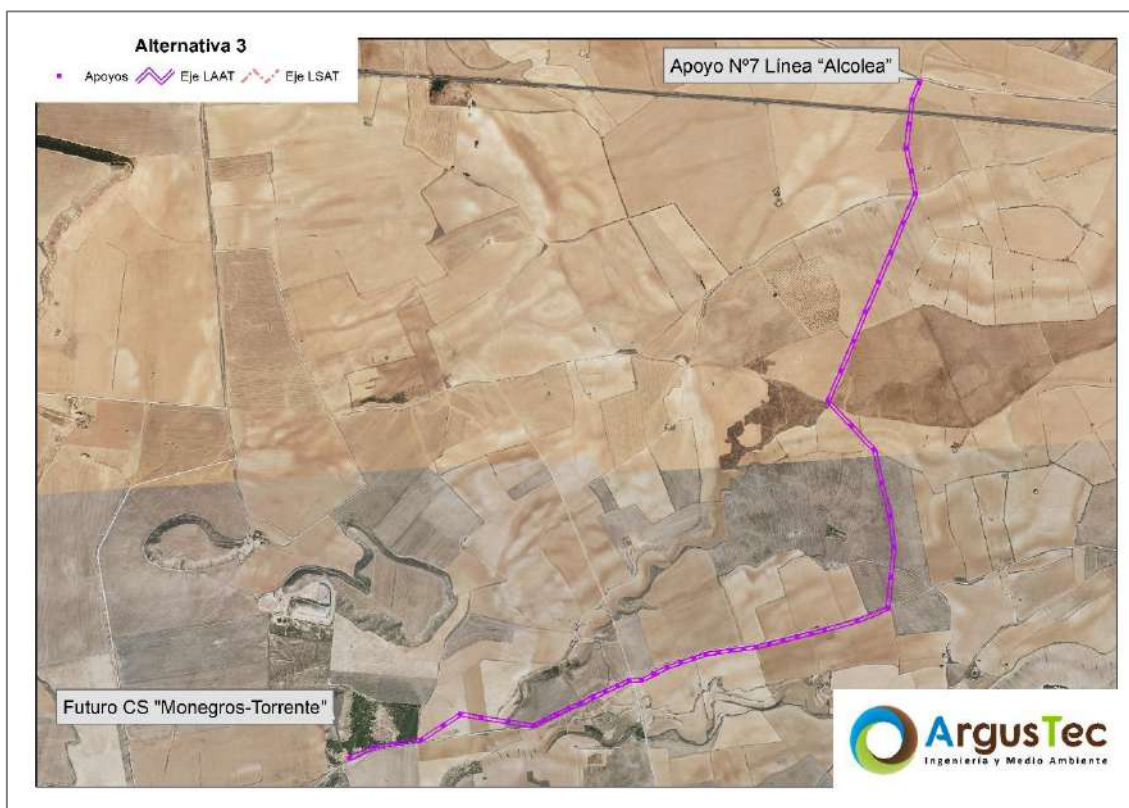 Alternativa 3
Apoyos Eje LAAT Eje LSAT
Apoyo Nº7 Línea "Alcolea"
Futuro CS "Monegros-Torrente"
ArgusTec
Ingeniería y Medio Ambiente